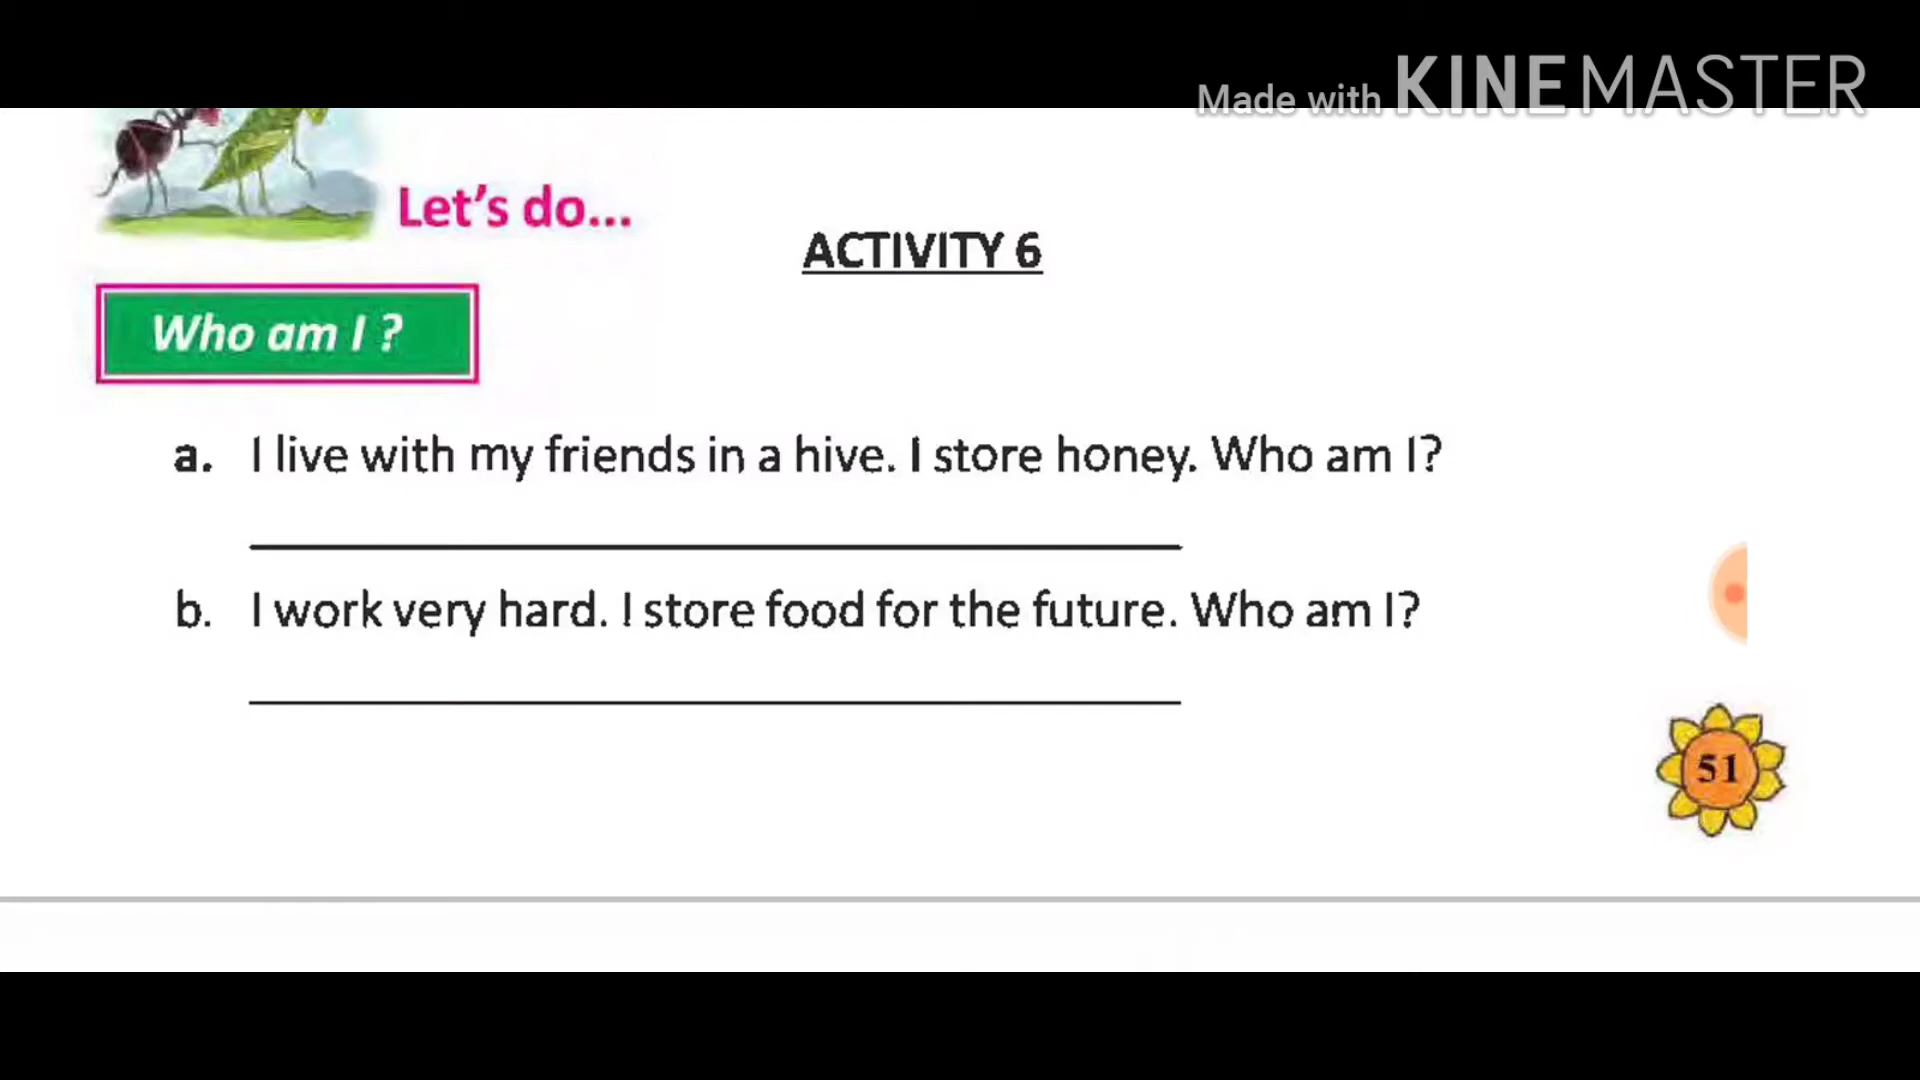 Made with KINEMASTER
Let's do...
ACTIVITY 6
Who am I ?
a. I live with my friends in a hive. I store honey. Who am I?
b. I work very hard. I store food for the future. Who am I?
51